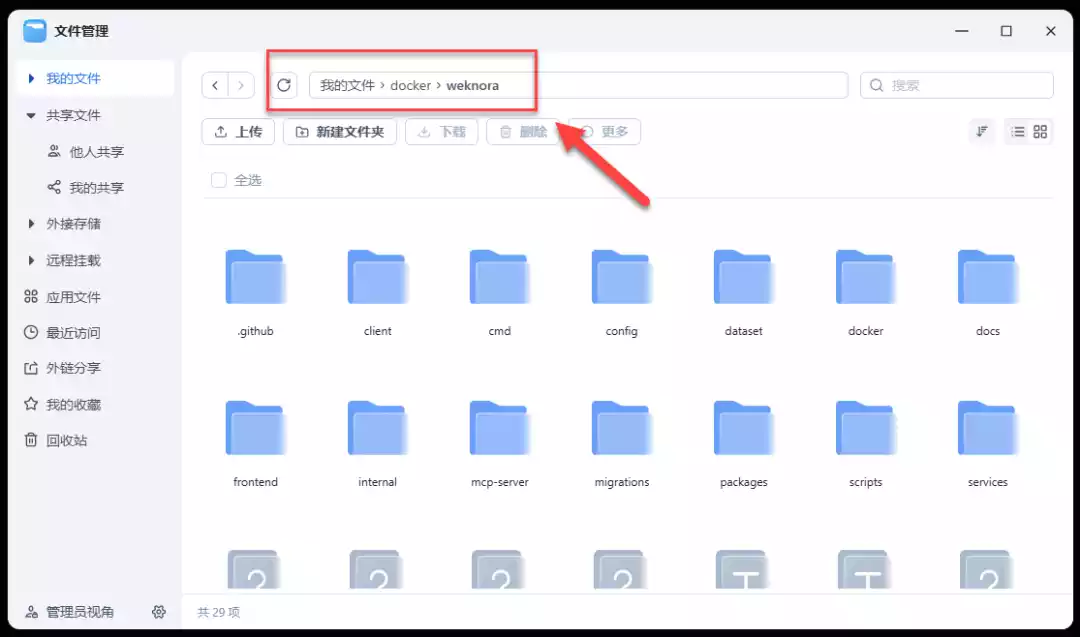 文件管理
我的文件
共享文件
他人共享
我的共享
外接存储
远程挂载
应用文件
最近访问
外链分享
我的收藏
回收站
管理员视角
我的文件 › docker › weknora
搜索
上传 新建文件夹 下载 删除 更多
全选
.github client cmd config dataset docker docs
frontend internal mcp-server migrations packages scripts services
共 29 项